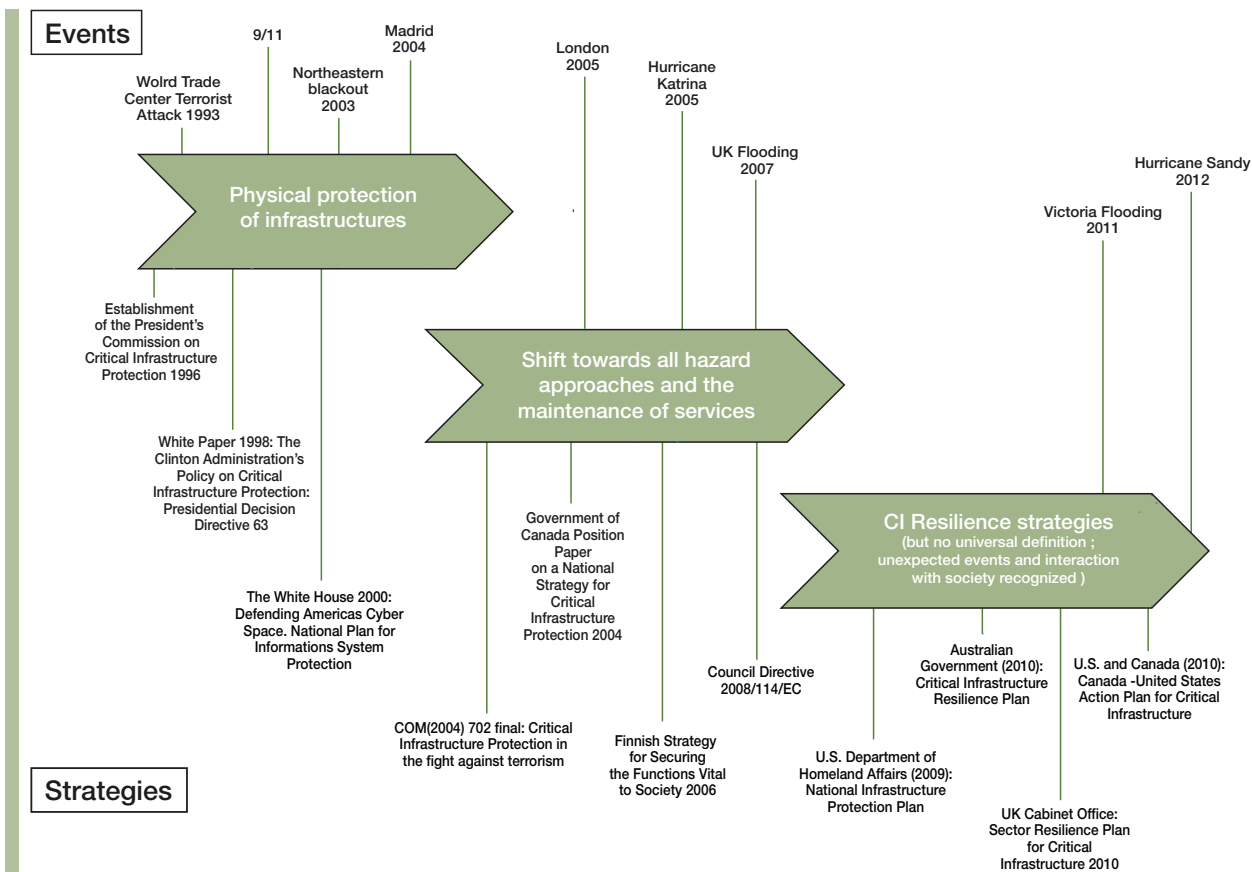 Events
9/11
Madrid
2004
London
2005
Wolrd Trade
Center Terrorist
Attack 1993
Northeastern
blackout
2003
Hurricane
Katrina
2005
UK Flooding
2007
Hurricane Sandy
2012
Victoria Flooding
2011
Physical protection
of infrastructures
Establishment
of the President's
Commission on
Critical Infrastructure
Protection 1996
White Paper 1998: The
Clinton Administration's
Policy on Critical
Infrastructure Protection:
Presidential Decision
Directive 63
The White House 2000:
Defending Americas Cyber
Space. National Plan for
Informations System
Protection
Shift towards all hazard
approaches and the
maintenance of services
COM(2004) 702 final: Critical
Infrastructure Protection in
the fight against terrorism
Government of
Canada Position
Paper
on a National
Strategy for
Critical
Infrastructure
Protection 2004
Finnish Strategy
for Securing
the Functions Vital
to Society 2006
Council Directive
2008/114/EC
CI Resilience strategies
(but no universal definition ;
unexpected events and interaction
with society recognized )
U.S. Department of
Homeland Affairs (2009):
National Infrastructure
Protection Plan
Australian
Government (2010):
Critical Infrastructure
Resilience Plan
UK Cabinet Office:
Sector Resilience Plan
for Critical
Infrastructure 2010
U.S. and Canada (2010):
Canada -United States
Action Plan for Critical
Infrastructure
Strategies